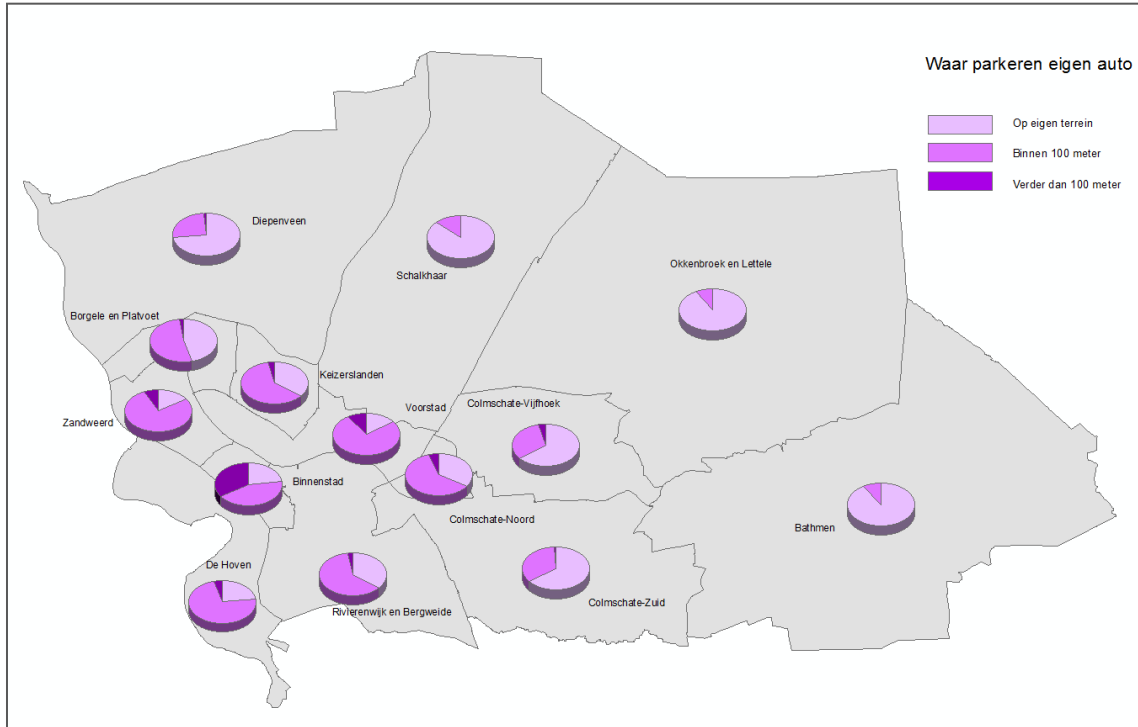 Waar parkeren eigen auto
Op eigen terrein
Binnen 100 meter
Verder dan 100 meter
Diepenveen
Schalkhaar
Okkenbroek en Lettele
Borgele en Platvoet
Keizerslanden
Zandweerd
Voorstad
Colmschate-Vijfhoek
Binnenstad
Colmschate-Noord
Bathmen
De Hoven
Rivierenwijk en Bergweide
Colmschate-Zuid